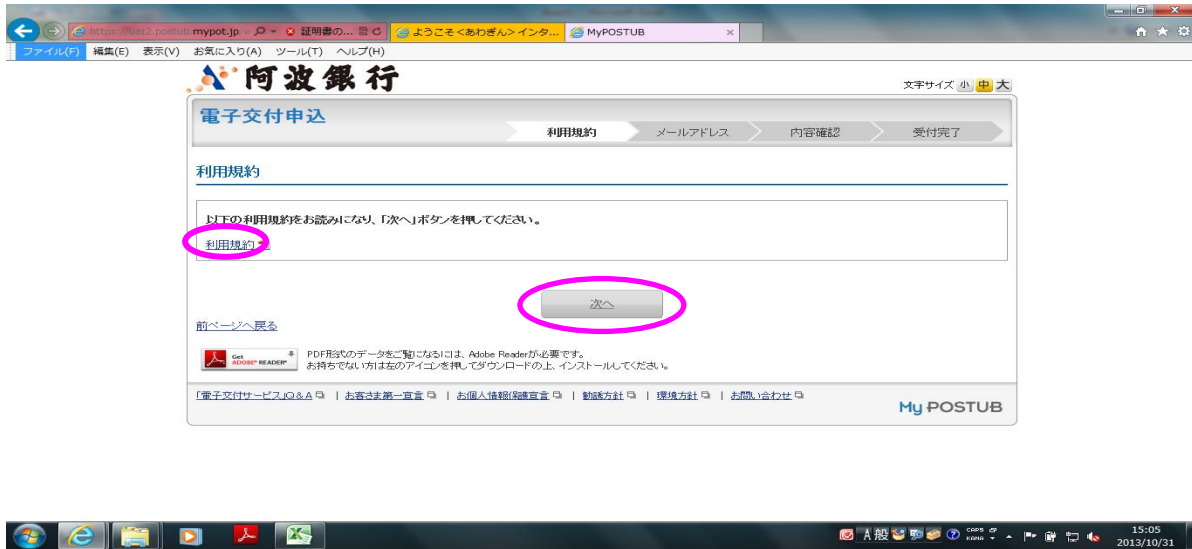 mypot.jp 証明書の... ようこそ<あわぎん>インタ... MyPOSTUB
ファイル(F) 編集(E) 表示(V) お気に入り(A) ツール(T) ヘルプ(H)
阿波銀行
文字サイズ 小 中 大
電子交付申込
利用規約 メールアドレス 内容確認 受付完了
利用規約
以下の利用規約をお読みになり、「次へ」ボタンを押してください。
利用規約
次へ
前ページへ戻る
Get ADOBE® READER®
PDF形式のデータをご覧になるには、Adobe Readerが必要です。
お持ちでない方は左のアイコンを押してダウンロードの上、インストールしてください。
「電子交付サービス」Q&A | お客さま第一宣言 | お個人情報保護宣言 | 勧誘方針 | 環境方針 | お問い合わせ
My POSTUB
A 般 CAPS KANA
15:05
2013/10/31